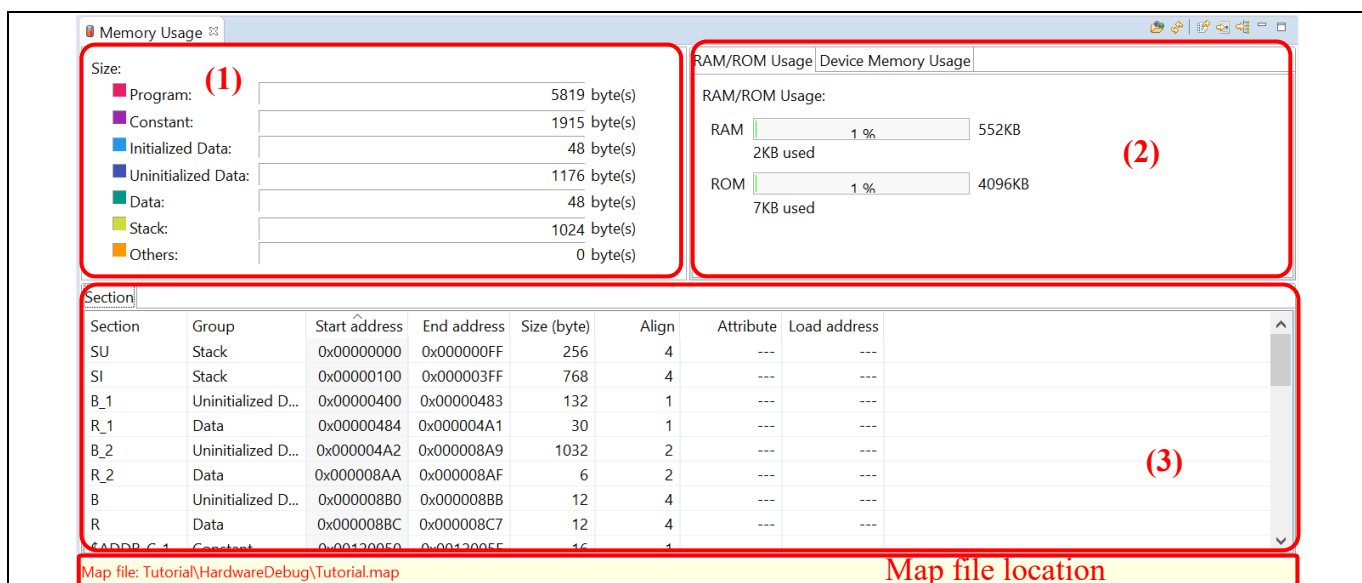 Memory Usage
Size:
(1)
Program: 5819 byte(s)
Constant: 1915 byte(s)
Initialized Data: 48 byte(s)
Uninitialized Data: 1176 byte(s)
Data: 48 byte(s)
Stack: 1024 byte(s)
Others: 0 byte(s)
RAM/ROM Usage Device Memory Usage
RAM/ROM Usage:
RAM 1 % 552KB
2KB used
(2)
ROM 1 % 4096KB
7KB used
Section
Section Group Start address End address Size (byte) Align Attribute Load address
SU Stack 0x00000000 0x000000FF 256 4 --- ---
SI Stack 0x00000100 0x000003FF 768 4 --- ---
B_1 Uninitialized D... 0x00000400 0x00000483 132 1 --- ---
R_1 Data 0x00000484 0x000004A1 30 1 --- ---
B_2 Uninitialized D... 0x000004A2 0x000008A9 1032 2 --- ---
R_2 Data 0x000008AA 0x000008AF 6 2 --- ---
(3)
B Uninitialized D... 0x000008B0 0x000008BB 12 4 --- ---
R Data 0x000008BC 0x000008C7 12 4 --- ---
Constant 16 1
Map file: Tutorial\HardwareDebug\Tutorial.map
Map file location